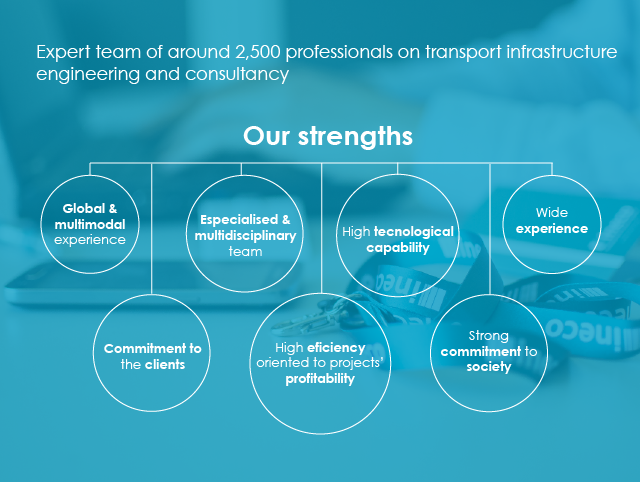 Expert team of around 2,500 professionals on transport infrastructure
engineering and consultancy
Our strengths
Global &
multimodal
experience
Especialised &
multidisciplinary
team
High tecnological
capability
Wide
experience
Commitment to
the clients
High eficiency
oriented to projects'
profitability
Strong
commitment to
society
ineco
ineco